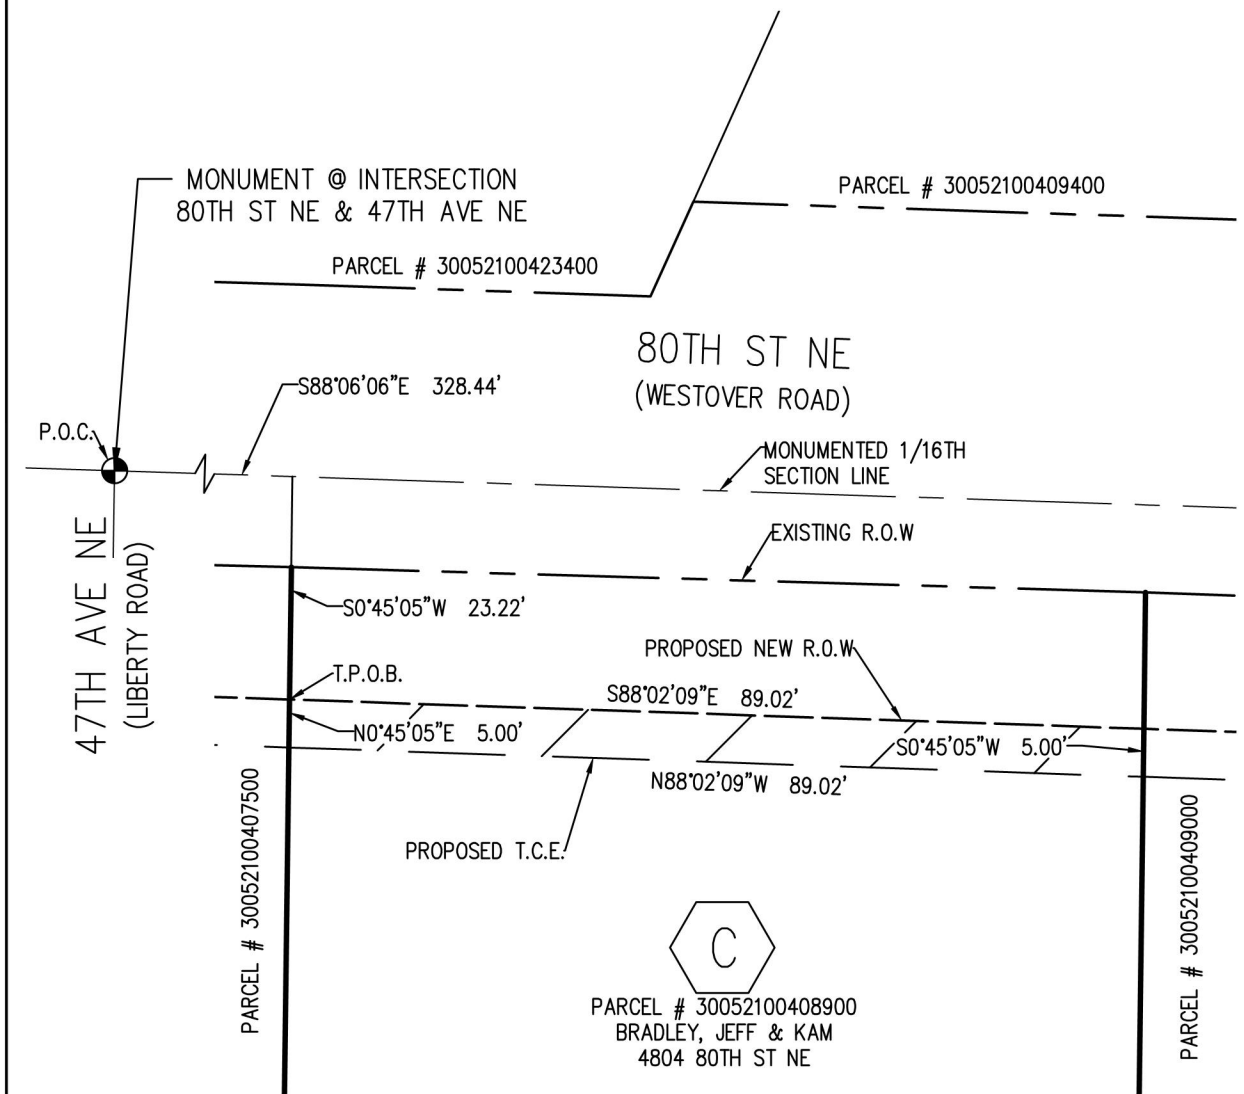 MONUMENT @ INTERSECTION
80TH ST NE & 47TH AVE NE
PARCEL # 30052100409400
PARCEL # 30052100423400
80TH ST NE
(WESTOVER ROAD)
S88°06'06"E 328.44'
P.O.C.
MONUMENTED 1/16TH
SECTION LINE
EXISTING R.O.W
47TH AVE NE
(LIBERTY ROAD)
S0°45'05"W 23.22'
PROPOSED NEW R.O.W
T.P.O.B.
S88°02'09"E 89.02'
N0°45'05"E 5.00'
S0°45'05"W 5.00'
N88°02'09"W 89.02'
PROPOSED T.C.E.
PARCEL # 30052100407500
PARCEL # 30052100409000
C
PARCEL # 30052100408900
BRADLEY, JEFF & KAM
4804 80TH ST NE